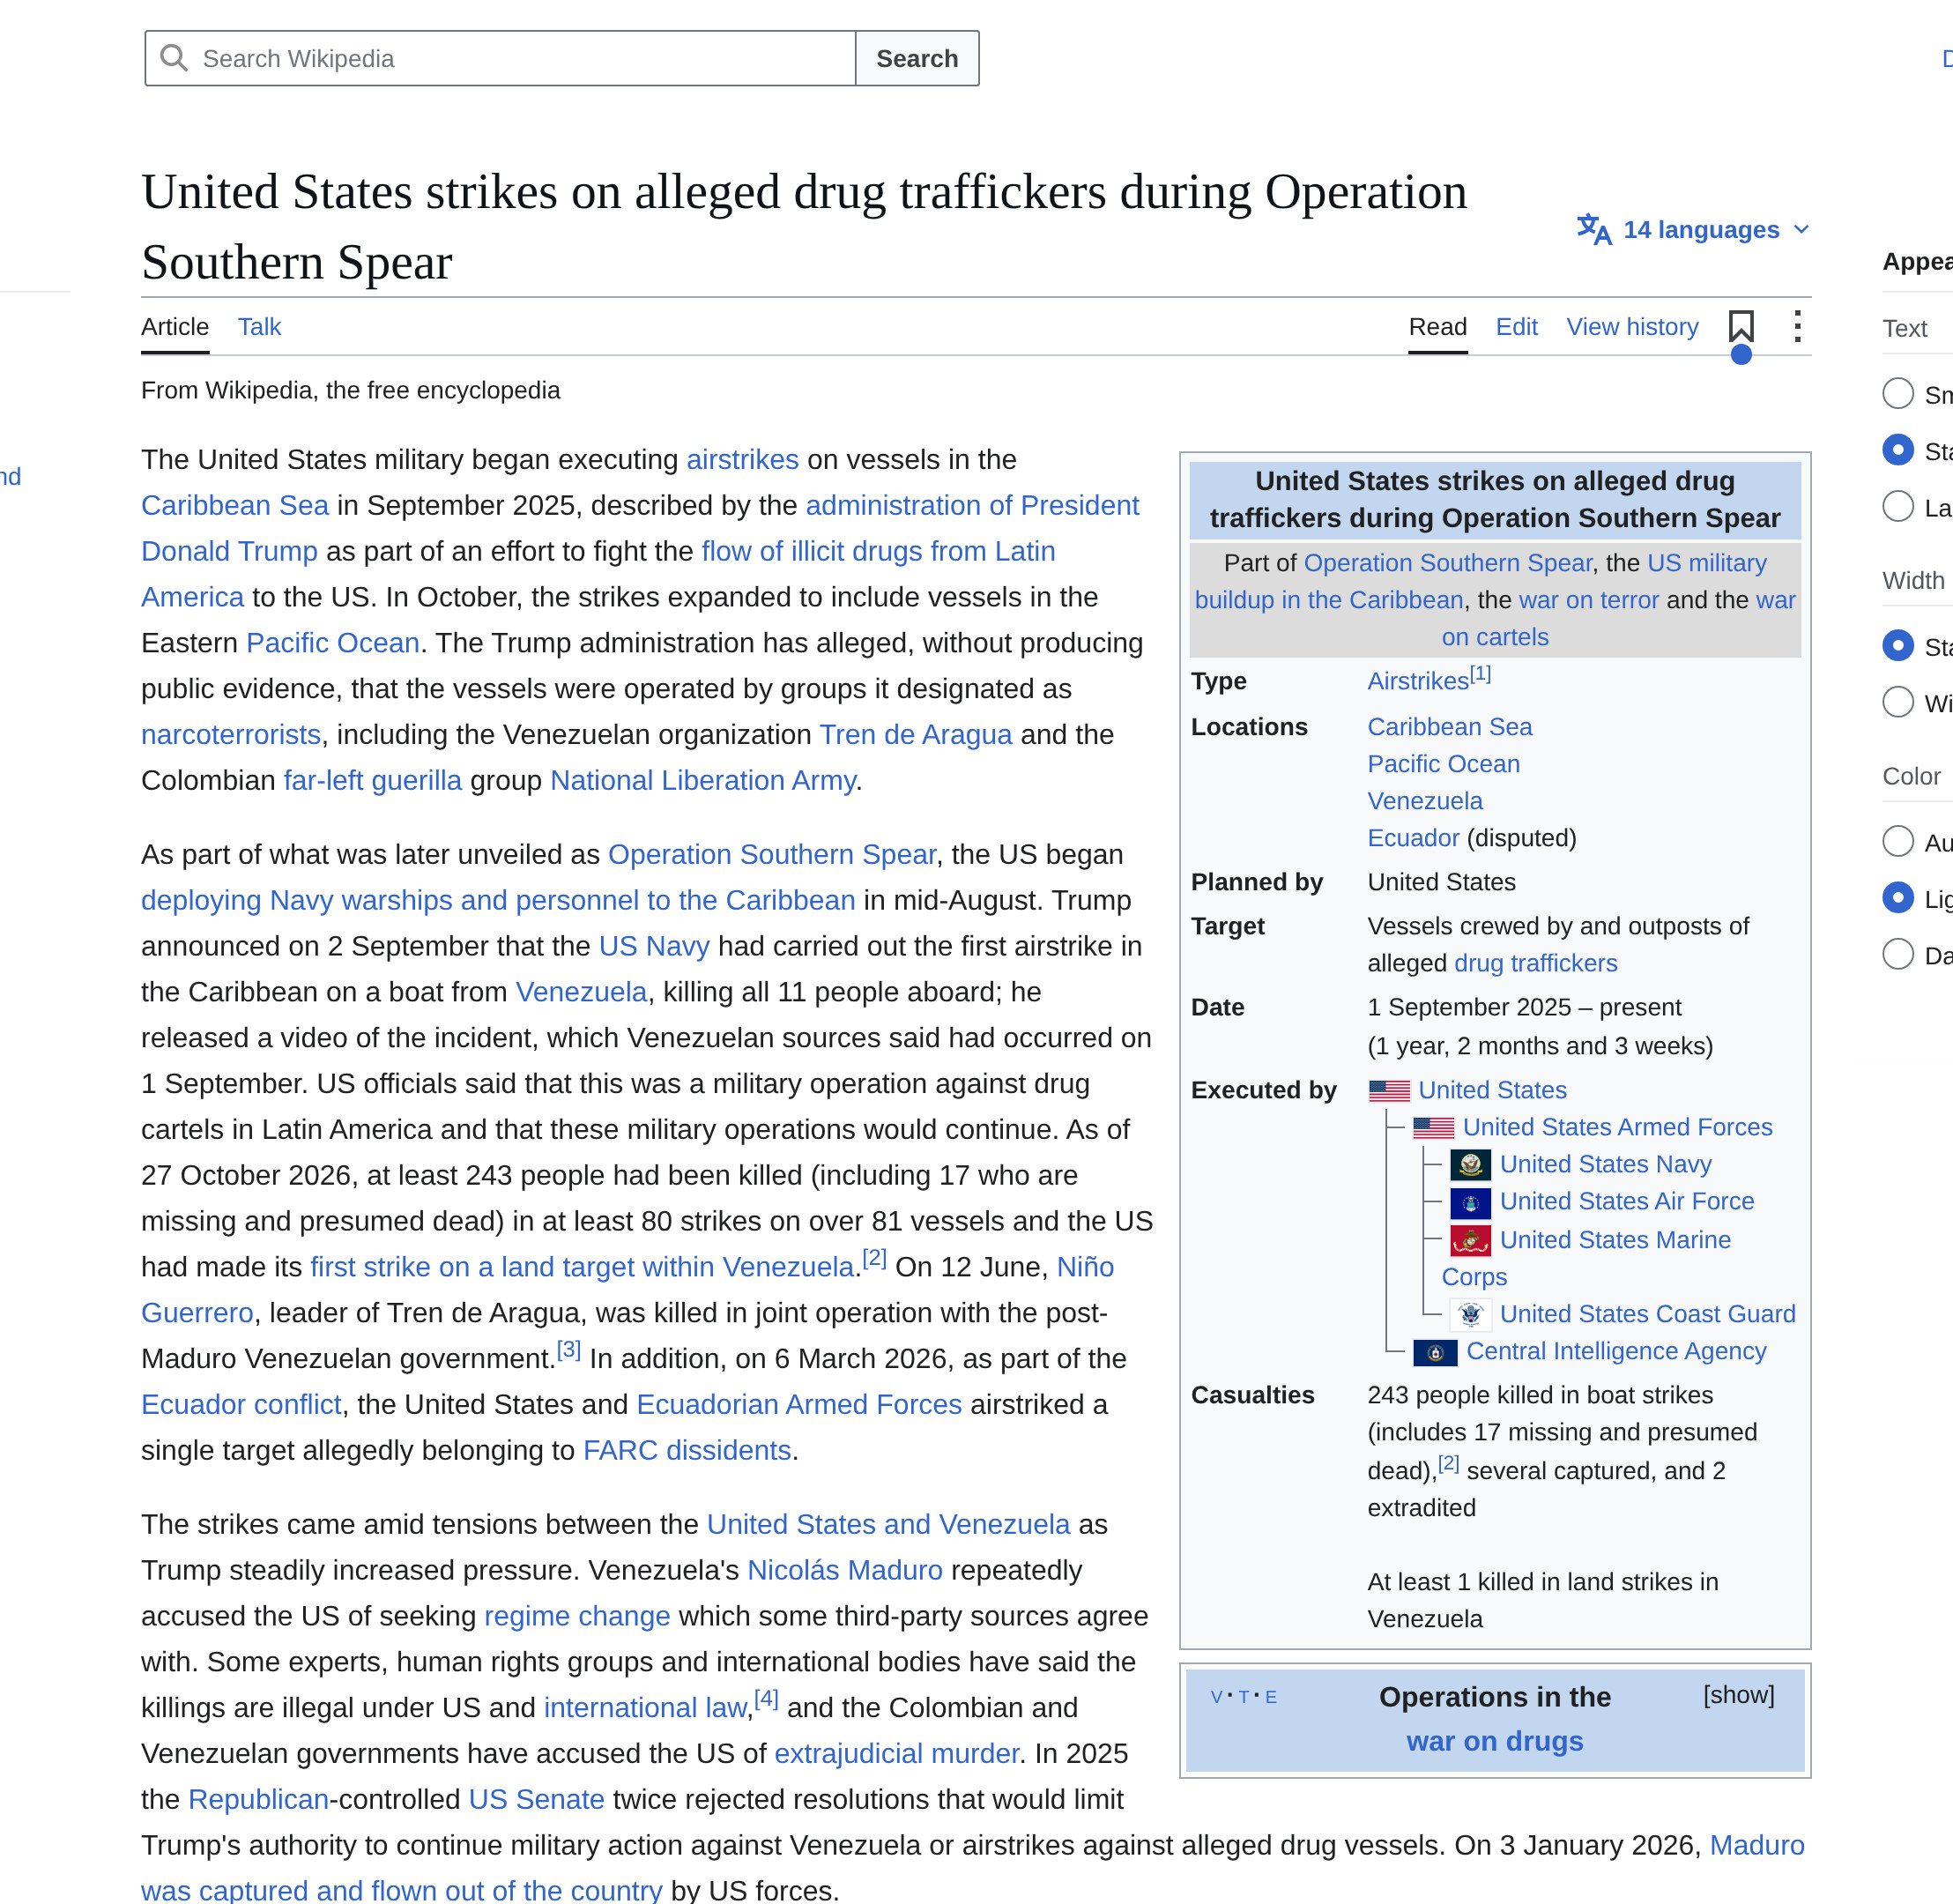 Search Wikipedia
Search
D
United States strikes on alleged drug traffickers during Operation
Southern Spear
14 languages
Article
Talk
Read
Edit
View history
From Wikipedia, the free encyclopedia
nd
The United States military began executing airstrikes on vessels in the
Caribbean Sea in September 2025, described by the administration of President
Donald Trump as part of an effort to fight the flow of illicit drugs from Latin
America to the US. In October, the strikes expanded to include vessels in the
Eastern Pacific Ocean. The Trump administration has alleged, without producing
public evidence, that the vessels were operated by groups it designated as
narcoterrorists, including the Venezuelan organization Tren de Aragua and the
Colombian far-left guerilla group National Liberation Army.
As part of what was later unveiled as Operation Southern Spear, the US began
deploying Navy warships and personnel to the Caribbean in mid-August. Trump
announced on 2 September that the US Navy had carried out the first airstrike in
the Caribbean on a boat from Venezuela, killing all 11 people aboard; he
released a video of the incident, which Venezuelan sources said had occurred on
1 September. US officials said that this was a military operation against drug
cartels in Latin America and that these military operations would continue. As of
27 October 2026, at least 243 people had been killed (including 17 who are
missing and presumed dead) in at least 80 strikes on over 81 vessels and the US
had made its first strike on a land target within Venezuela.[2] On 12 June, Niño
Guerrero, leader of Tren de Aragua, was killed in joint operation with the post-
Maduro Venezuelan government.[3] In addition, on 6 March 2026, as part of the
Ecuador conflict, the United States and Ecuadorian Armed Forces airstriked a
single target allegedly belonging to FARC dissidents.
The strikes came amid tensions between the United States and Venezuela as
Trump steadily increased pressure. Venezuela's Nicolás Maduro repeatedly
accused the US of seeking regime change which some third-party sources agree
with. Some experts, human rights groups and international bodies have said the
killings are illegal under US and international law,[4] and the Colombian and
Venezuelan governments have accused the US of extrajudicial murder. In 2025
the Republican-controlled US Senate twice rejected resolutions that would limit
Trump's authority to continue military action against Venezuela or airstrikes against alleged drug vessels. On 3 January 2026, Maduro
was captured and flown out of the country by US forces.
United States strikes on alleged drug
traffickers during Operation Southern Spear
Part of Operation Southern Spear, the US military
buildup in the Caribbean, the war on terror and the war
on cartels
Type Airstrikes[1]
Locations Caribbean Sea
Pacific Ocean
Venezuela
Ecuador (disputed)
Planned by United States
Target Vessels crewed by and outposts of
alleged drug traffickers
Date 1 September 2025 – present
(1 year, 2 months and 3 weeks)
Executed by United States
United States Armed Forces
United States Navy
United States Air Force
United States Marine
Corps
United States Coast Guard
Central Intelligence Agency
Casualties 243 people killed in boat strikes
(includes 17 missing and presumed
dead),[2] several captured, and 2
extradited
At least 1 killed in land strikes in
Venezuela
V · T · E
Operations in the
war on drugs
[show]
Appea
Text
Sm
Sta
La
Width
Sta
Wi
Color
Au
Lig
Da